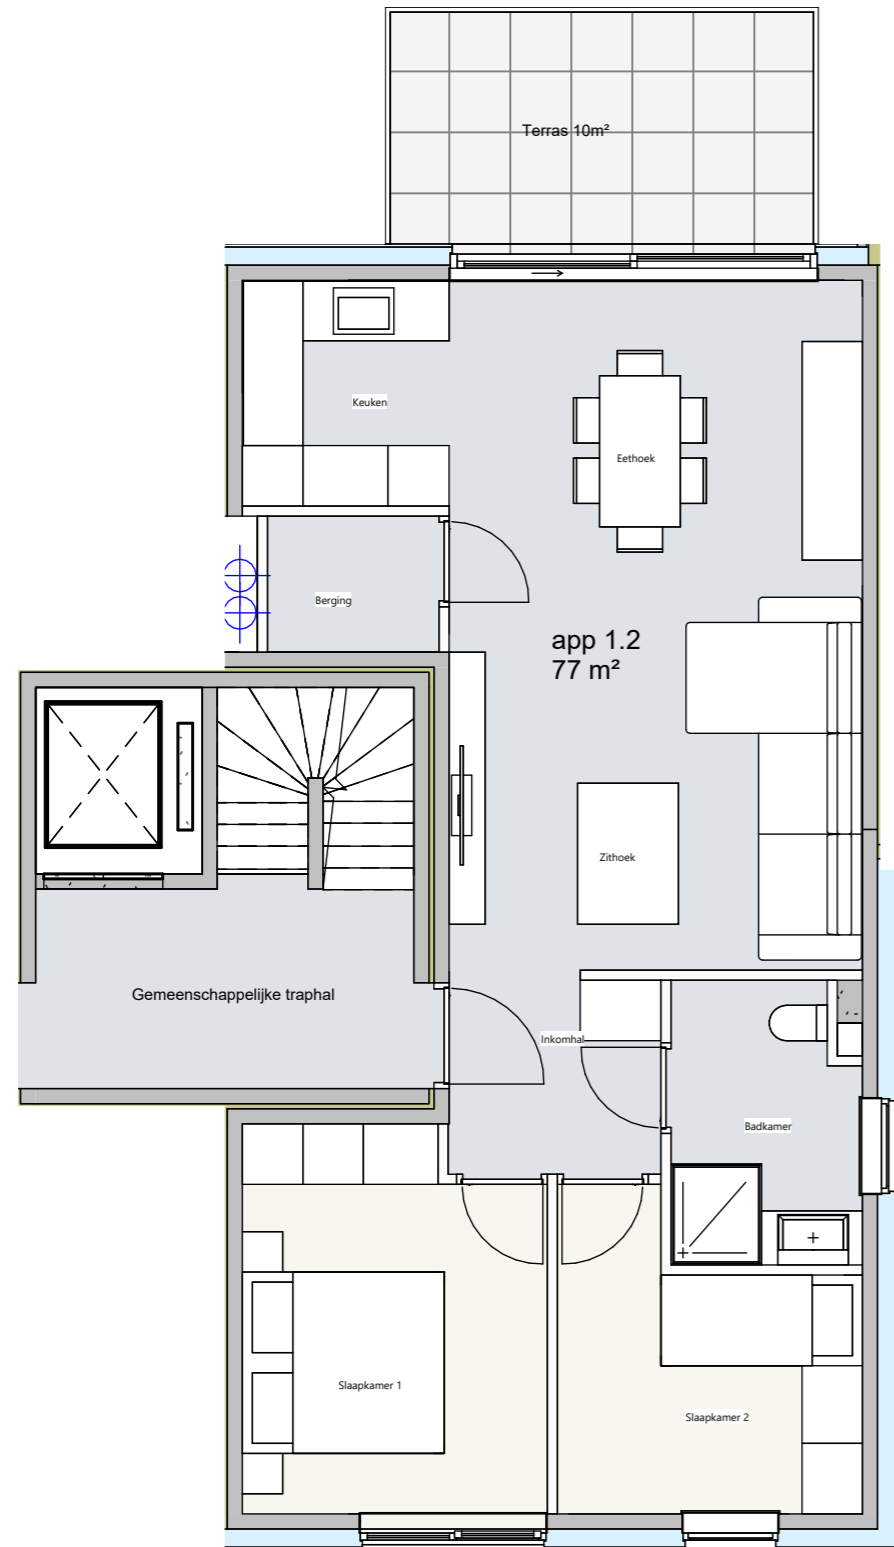 Terras 10m²
Keuken
Eethoek
Berging
app 1.2
77 m²
Zithoek
Gemeenschappelijke traphal
Inkomhal
Badkamer
Slaapkamer 1
Slaapkamer 2